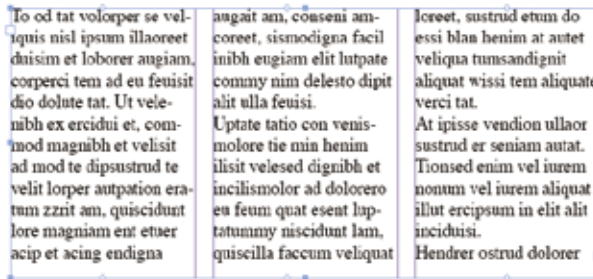 To od tat volorper se vel-
iquis nisl ipsum illaoreet
duisim et loborer augiam,
corperci tem ad eu feuisit
dio dolute tat. Ut vele-
nibh ex ercidui et, com-
mod magnibh et velisit
ad mod te dipsustrud te
velit lorper autpation era-
tum zzrit am, quiscidunt
lore magniam ent etuer
acip et acing endigna
augait am, conseni am-
coreet, sismodigna facil
inibh eugiam elit lutpate
commy nim delesto dipit
alit ulla feuisi.
Uptate tatio con venis-
molore tie min henim
ilisit velesed dignibh et
incilismolor ad dolorero
eu feum quat esent lup-
tatummy niscidunt lam,
quiscilla faccum veliquat
loreet, sustrud etum do
essi blan henim at autet
veliqua tumsandignit
aliquat wissi tem aliquate
verci tat.
At ipisse vendion ullaor
sustrud er seniam autat.
Tionsed enim vel iurem
nonum vel iurem aliquat
illut ercipsum in elit alit
inciduisi.
Hendrer ostrud dolorer